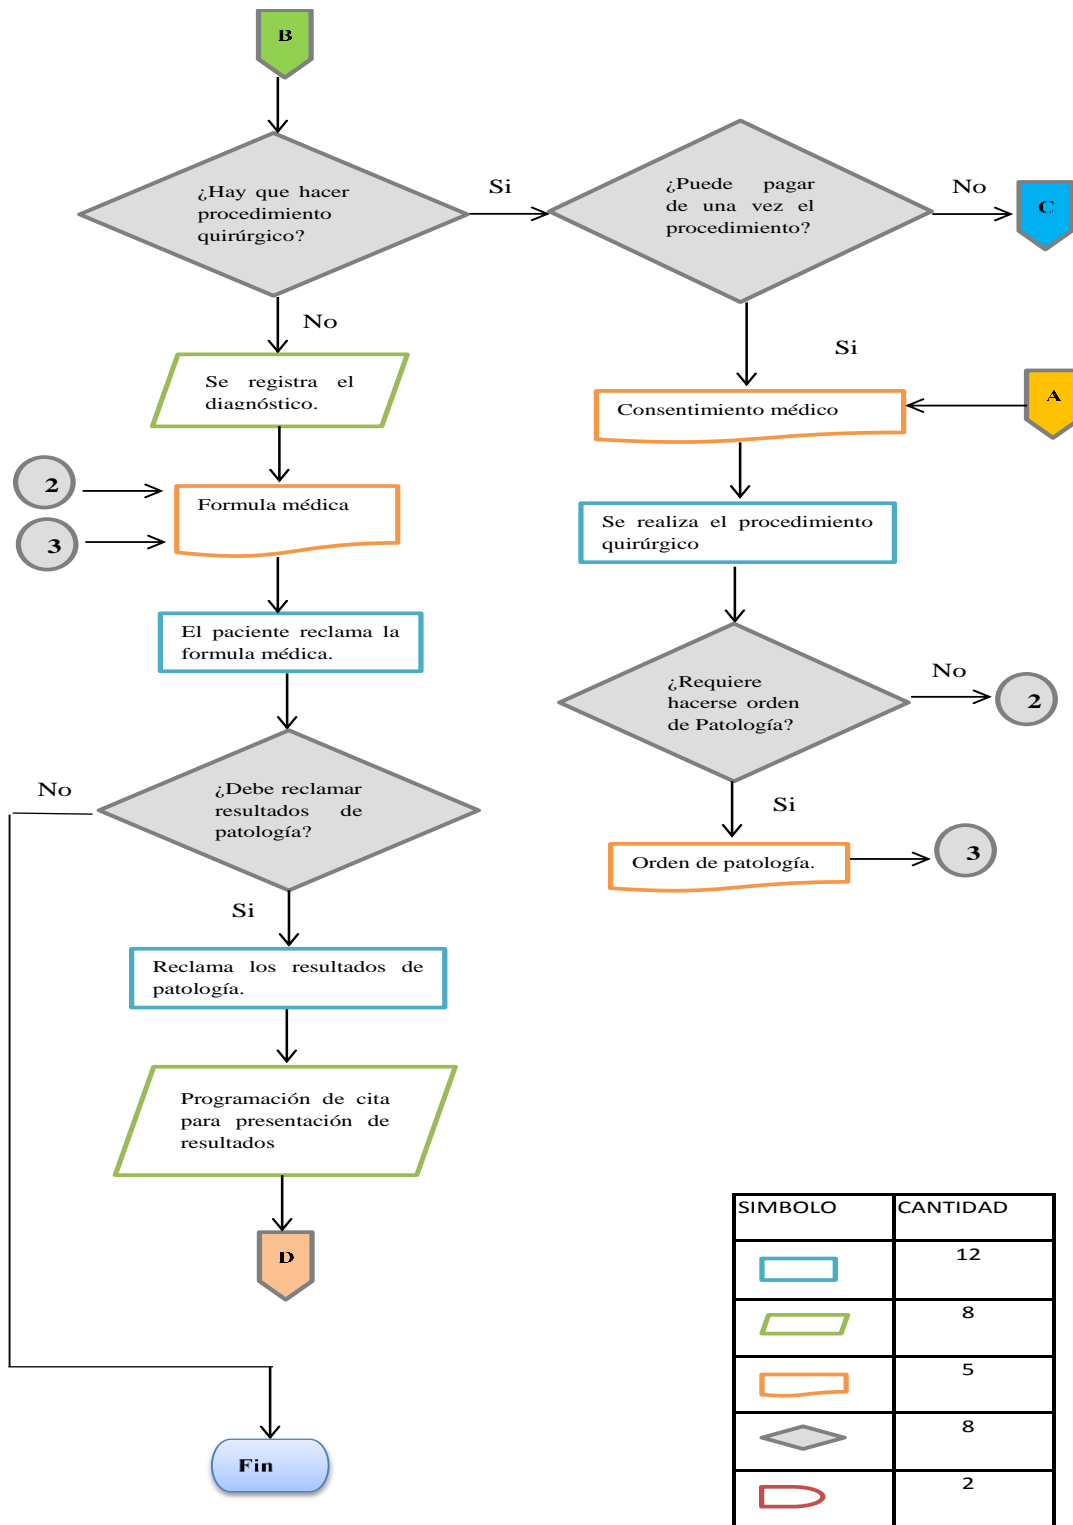 B
¿Hay que hacer
procedimiento
quirúrgico?
Si
¿Puede pagar
de una vez el
procedimiento?
No
C
No
Si
Se registra el
diagnóstico.
Consentimiento médico
A
2
3
Formula médica
Se realiza el procedimiento
quirúrgico
El paciente reclama la
formula médica.
¿Requiere
hacerse orden
de Patología?
No
2
No
¿Debe reclamar
resultados de
patología?
Si
Orden de patología.
3
Si
Reclama los resultados de
patología.
Programación de cita
para presentación de
resultados
D
Fin
SIMBOLO CANTIDAD
12
8
5
8
2